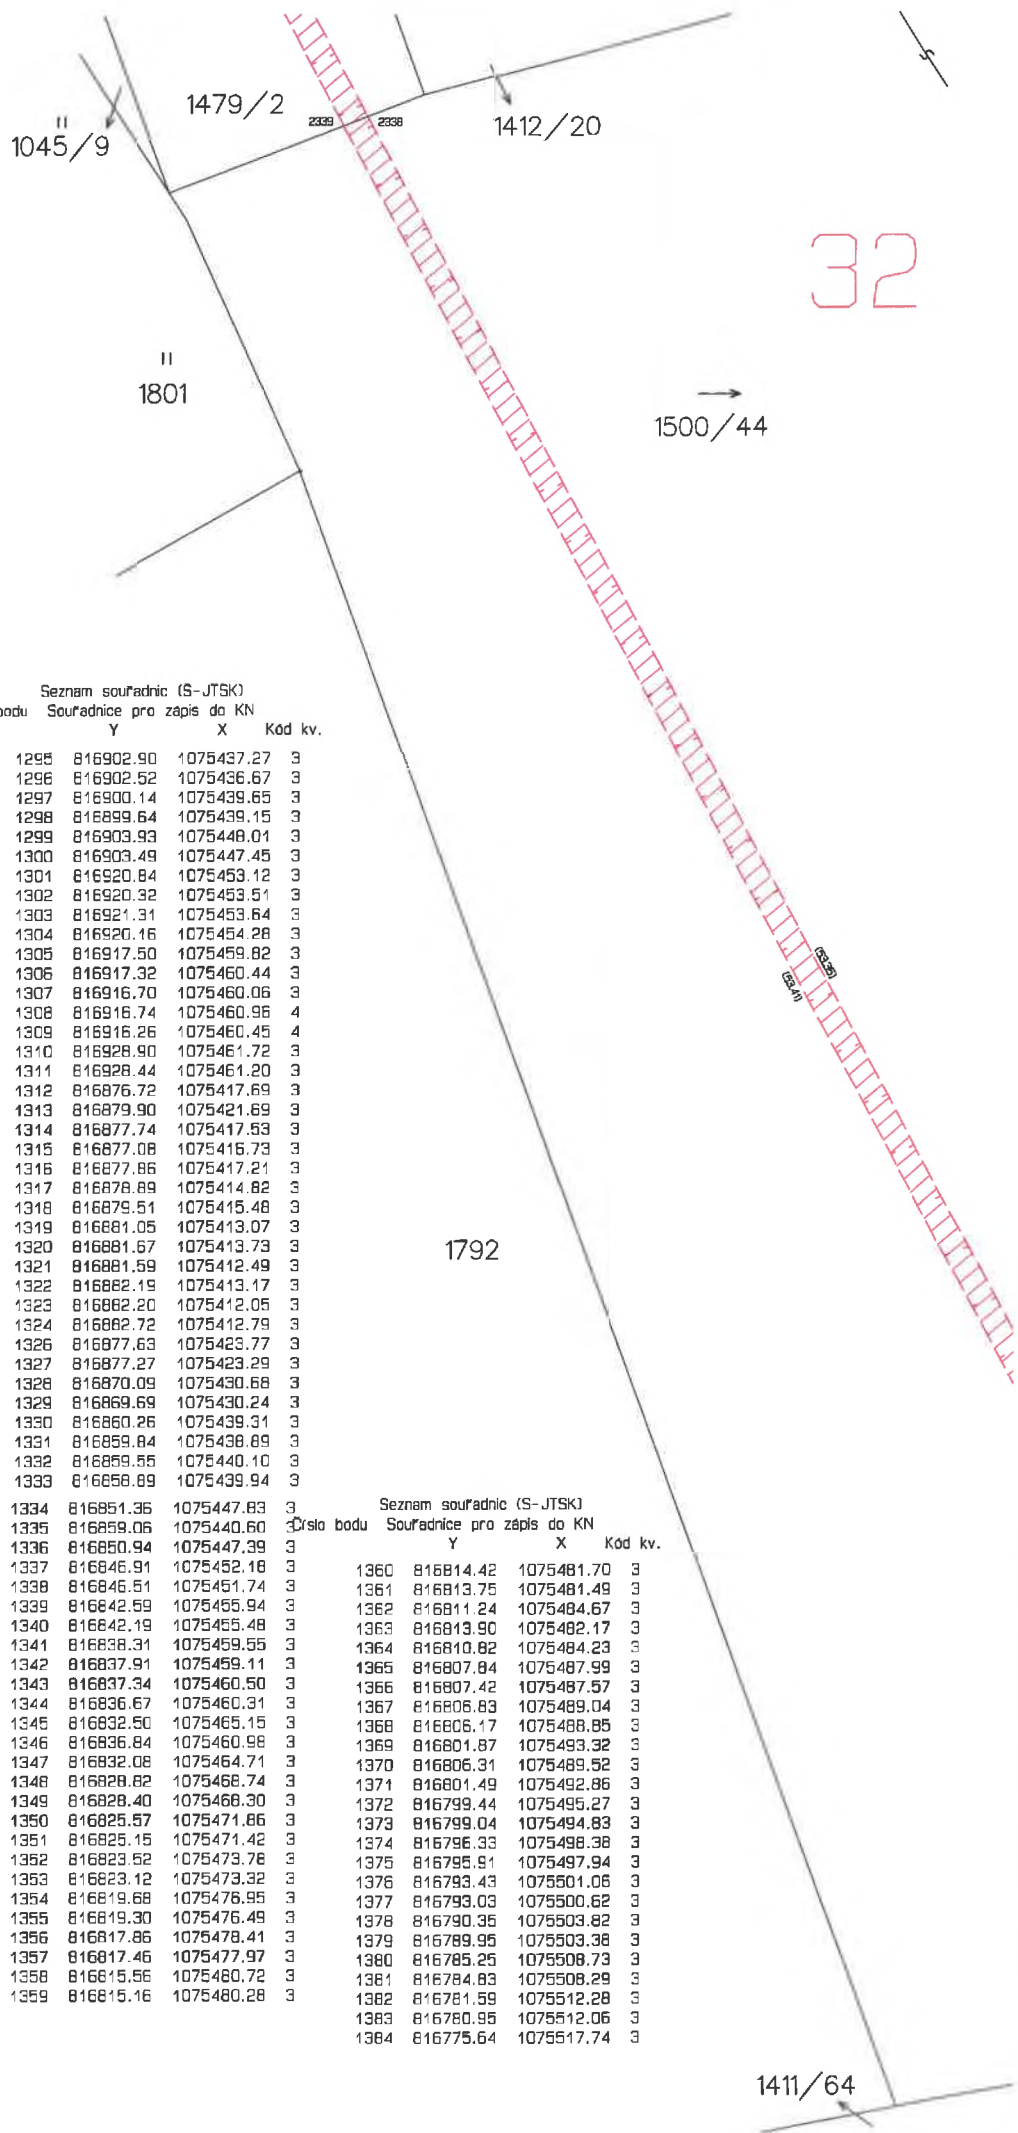 1479/2
2339
2338
1412/20
1045/9
32
1801
1500/44
Seznam souřadnic (S-JTSK)
bodu Souřadnice pro zápis do KN
Y X Kód kv.
1295 816902.90 1075437.27 3
1296 816902.52 1075436.67 3
1297 816900.14 1075439.65 3
1298 816899.64 1075439.15 3
1299 816903.93 1075448.01 3
1300 816903.49 1075447.45 3
1301 816920.84 1075453.12 3
1302 816920.32 1075453.51 3
1303 816921.31 1075453.64 3
1304 816920.16 1075454.28 3
1305 816917.50 1075459.82 3
1306 816917.32 1075460.44 3
1307 816916.70 1075460.06 3
1308 816916.74 1075460.96 4
1309 816916.26 1075460.45 4
1310 816928.90 1075461.72 3
1311 816928.44 1075461.20 3
1312 816876.72 1075417.69 3
1313 816879.90 1075421.69 3
1314 816877.74 1075417.53 3
1315 816877.08 1075416.73 3
1316 816877.86 1075417.21 3
1317 816878.89 1075414.82 3
1318 816879.51 1075415.48 3
1319 816881.05 1075413.07 3
1320 816881.67 1075413.73 3
1321 816881.59 1075412.49 3
1322 816882.19 1075413.17 3
1323 816882.20 1075412.05 3
1324 816882.72 1075412.79 3
1326 816877.63 1075423.77 3
1327 816877.27 1075423.29 3
1328 816870.09 1075430.68 3
1329 816869.69 1075430.24 3
1330 816860.26 1075439.31 3
1331 816859.84 1075438.89 3
1332 816859.55 1075440.10 3
1333 816858.89 1075439.94 3
1334 816851.36 1075447.83 3
1335 816859.06 1075440.60 3
1336 816850.94 1075447.39 3
1337 816846.91 1075452.18 3
1338 816846.51 1075451.74 3
1339 816842.59 1075455.94 3
1340 816842.19 1075455.48 3
1341 816838.31 1075459.55 3
1342 816837.91 1075459.11 3
1343 816837.34 1075460.50 3
1344 816836.67 1075460.31 3
1345 816832.50 1075465.15 3
1346 816836.84 1075460.98 3
1347 816832.08 1075464.71 3
1348 816828.82 1075468.74 3
1349 816828.40 1075468.30 3
1350 816825.57 1075471.86 3
1351 816825.15 1075471.42 3
1352 816823.52 1075473.78 3
1353 816823.12 1075473.32 3
1354 816819.68 1075476.95 3
1355 816819.30 1075476.49 3
1356 816817.86 1075478.41 3
1357 816817.46 1075477.97 3
1358 816815.56 1075480.72 3
1359 816815.16 1075480.28 3
(53.35)
(53.41)
1792
Seznam souřadnic (S-JTSK)
Číslo bodu Souřadnice pro zápis do KN
Y X Kód kv.
1360 816814.42 1075481.70 3
1361 816813.75 1075481.49 3
1362 816811.24 1075484.67 3
1363 816813.90 1075482.17 3
1364 816810.82 1075484.23 3
1365 816807.84 1075487.99 3
1366 816807.42 1075487.57 3
1367 816806.83 1075489.04 3
1368 816806.17 1075488.85 3
1369 816801.87 1075493.32 3
1370 816806.31 1075489.52 3
1371 816801.49 1075492.86 3
1372 816799.44 1075495.27 3
1373 816799.04 1075494.83 3
1374 816796.33 1075498.38 3
1375 816795.91 1075497.94 3
1376 816793.43 1075501.06 3
1377 816793.03 1075500.62 3
1378 816790.35 1075503.82 3
1379 816789.95 1075503.38 3
1380 816785.25 1075508.73 3
1381 816784.83 1075508.29 3
1382 816781.59 1075512.28 3
1383 816780.95 1075512.06 3
1384 816775.64 1075517.74 3
1411/64